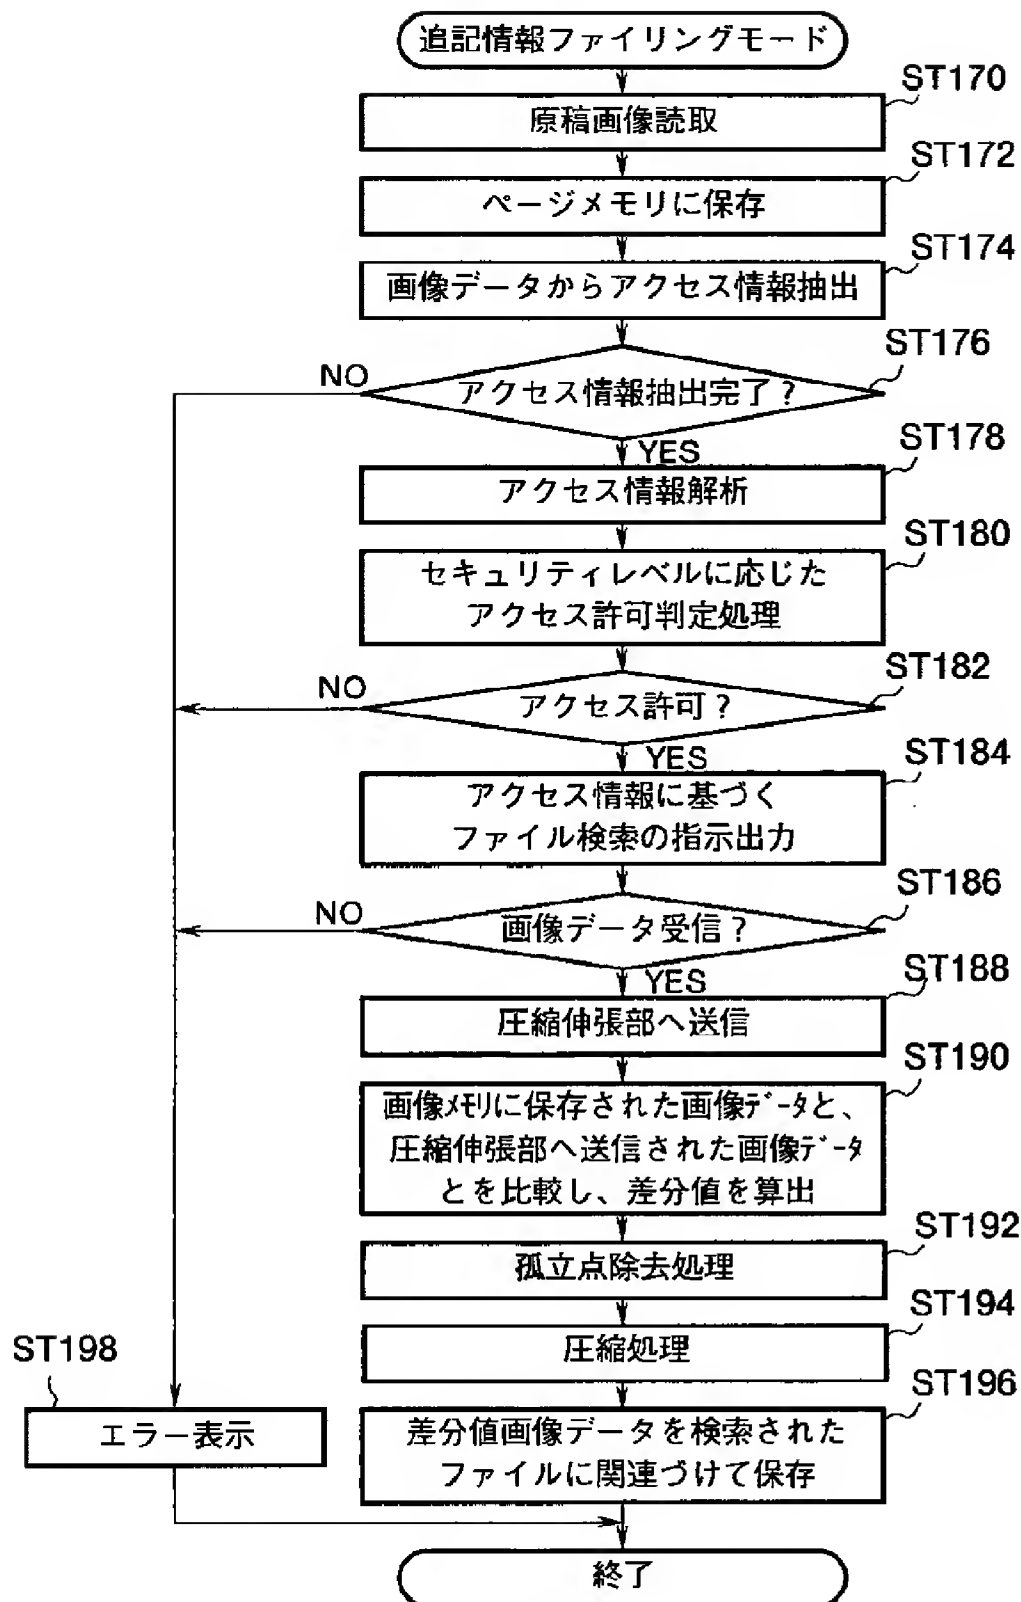 追記情報ファイリングモード
ST170
原稿画像読取
ST172
ページメモリに保存
ST174
画像データからアクセス情報抽出
ST176
NO
アクセス情報抽出完了?
YES
ST178
アクセス情報解析
ST180
セキュリティレベルに応じた
アクセス許可判定処理
ST182
NO
アクセス許可?
YES
ST184
アクセス情報に基づく
ファイル検索の指示出力
ST186
NO
画像データ受信?
YES
ST188
圧縮伸張部へ送信
ST190
画像ﾒﾓﾘに保存された画像ﾃﾞｰﾀと、
圧縮伸張部へ送信された画像ﾃﾞｰﾀ
とを比較し、差分値を算出
ST192
孤立点除去処理
ST194
圧縮処理
ST198
ST196
エラー表示
差分値画像データを検索された
ファイルに関連づけて保存
終了